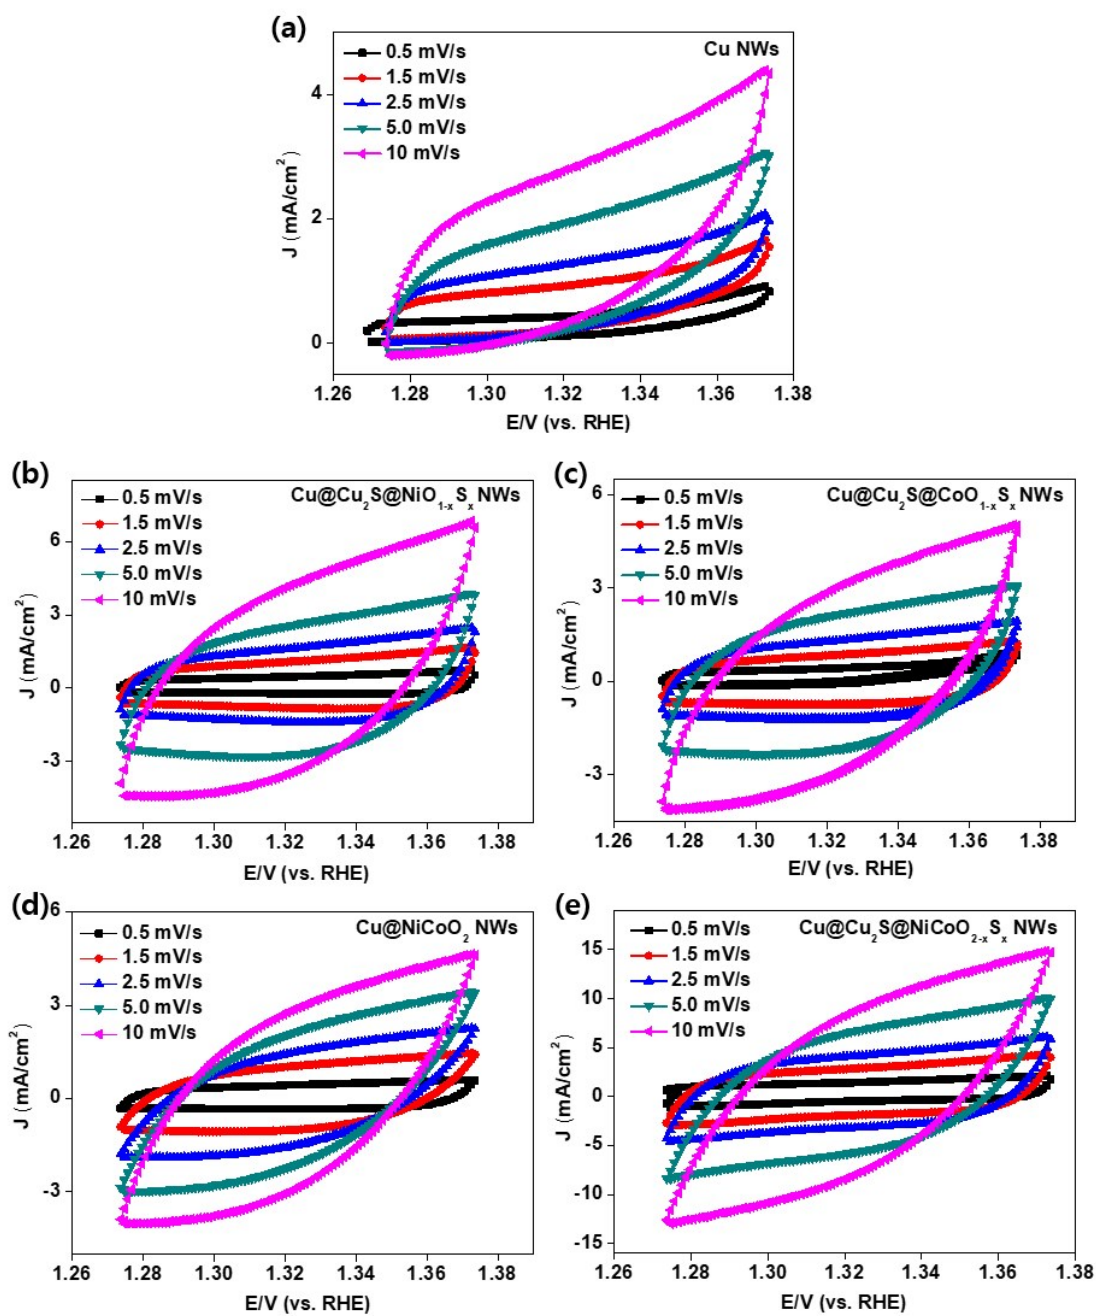 (a)
Cu NWs
0.5 mV/s
1.5 mV/s
2.5 mV/s
5.0 mV/s
10 mV/s
4
2
0
J (mA/cm²)
1.26 1.28 1.30 1.32 1.34 1.36 1.38
E/V (vs. RHE)
(b)
Cu@Cu₂S@NiO₁₋ₓSₓ NWs
0.5 mV/s
1.5 mV/s
2.5 mV/s
5.0 mV/s
10 mV/s
6
3
0
-3
J (mA/cm²)
1.26 1.28 1.30 1.32 1.34 1.36 1.38
E/V (vs. RHE)
(c)
Cu@Cu₂S@CoO₁₋ₓSₓ NWs
0.5 mV/s
1.5 mV/s
2.5 mV/s
5.0 mV/s
10 mV/s
6
3
0
-3
J (mA/cm²)
1.26 1.28 1.30 1.32 1.34 1.36 1.38
E/V (vs. RHE)
(d)
Cu@NiCoO₂ NWs
0.5 mV/s
1.5 mV/s
2.5 mV/s
5.0 mV/s
10 mV/s
6
3
0
-3
J (mA/cm²)
1.26 1.28 1.30 1.32 1.34 1.36 1.38
E/V (vs. RHE)
(e)
Cu@Cu₂S@NiCoO₂₋ₓSₓ NWs
0.5 mV/s
1.5 mV/s
2.5 mV/s
5.0 mV/s
10 mV/s
15
10
5
0
-5
-10
-15
J (mA/cm²)
1.26 1.28 1.30 1.32 1.34 1.36 1.38
E/V (vs. RHE)